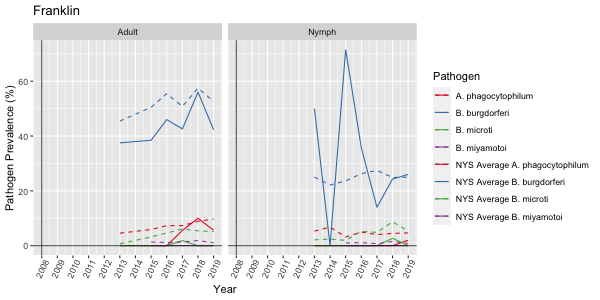 Franklin
Adult
Nymph
Pathogen Prevalence (%)
60
40
20
0
2008 2009 2010 2011 2012 2013 2014 2015 2016 2017 2018 2019
2008 2009 2010 2011 2012 2013 2014 2015 2016 2017 2018 2019
Year
Pathogen
A. phagocytophilum
B. burgdorferi
B. microti
B. miyamotoi
NYS Average A. phagocytophilum
NYS Average B. burgdorferi
NYS Average B. microti
NYS Average B. miyamotoi